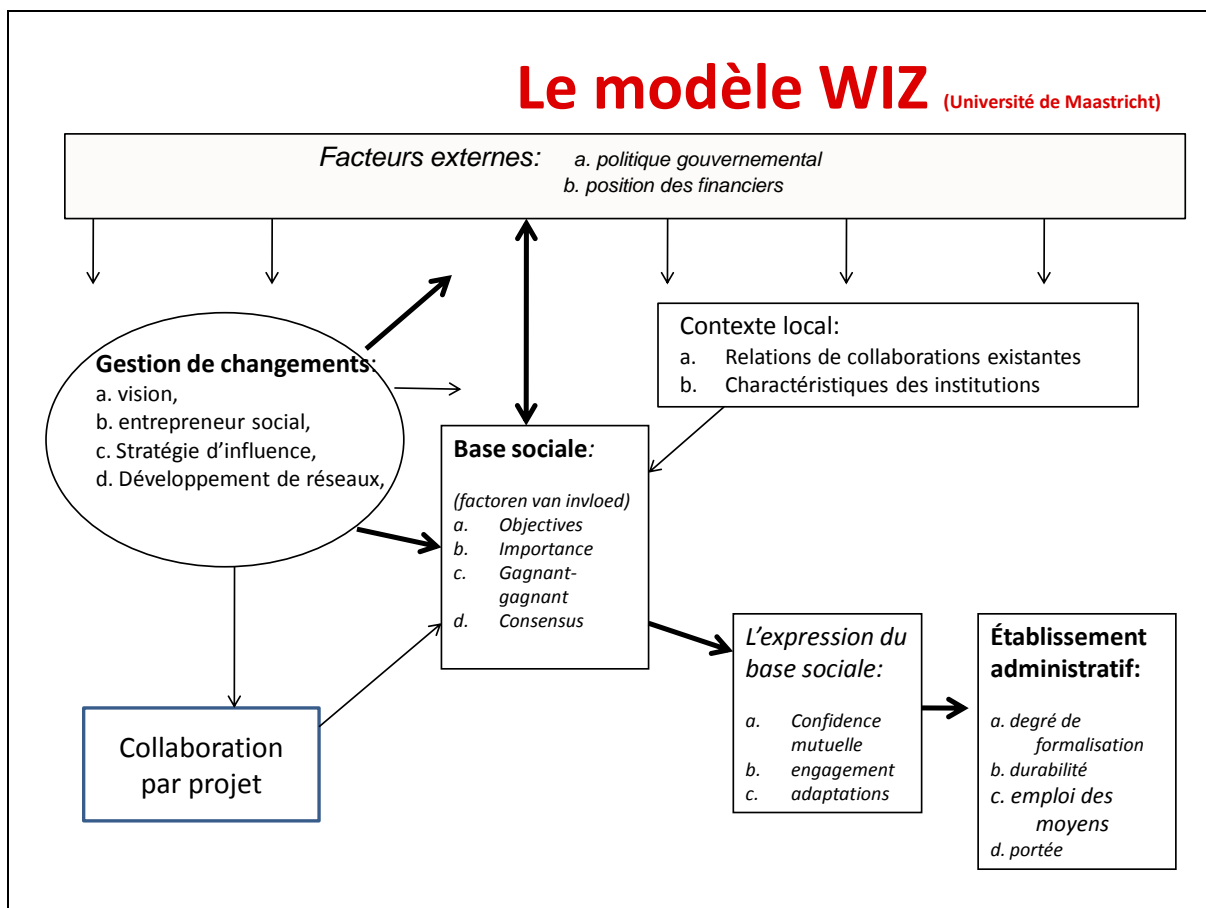 Le modèle WIZ (Université de Maastricht)
Facteurs externes: a. politique gouvernemental
b. position des financiers
Gestion de changements:
a. vision,
b. entrepreneur social,
c. Stratégie d’influence,
d. Développement de réseaux,
Contexte local:
a. Relations de collaborations existantes
b. Charactéristiques des institutions
Base sociale:
(factoren van invloed)
a. Objectives
b. Importance
c. Gagnant-
gagnant
d. Consensus
Collaboration
par projet
L’expression du
base sociale:
a. Confidence
mutuelle
b. engagement
c. adaptations
Établissement
administratif:
a. degré de
formalisation
b. durabilité
c. emploi des
moyens
d. portée